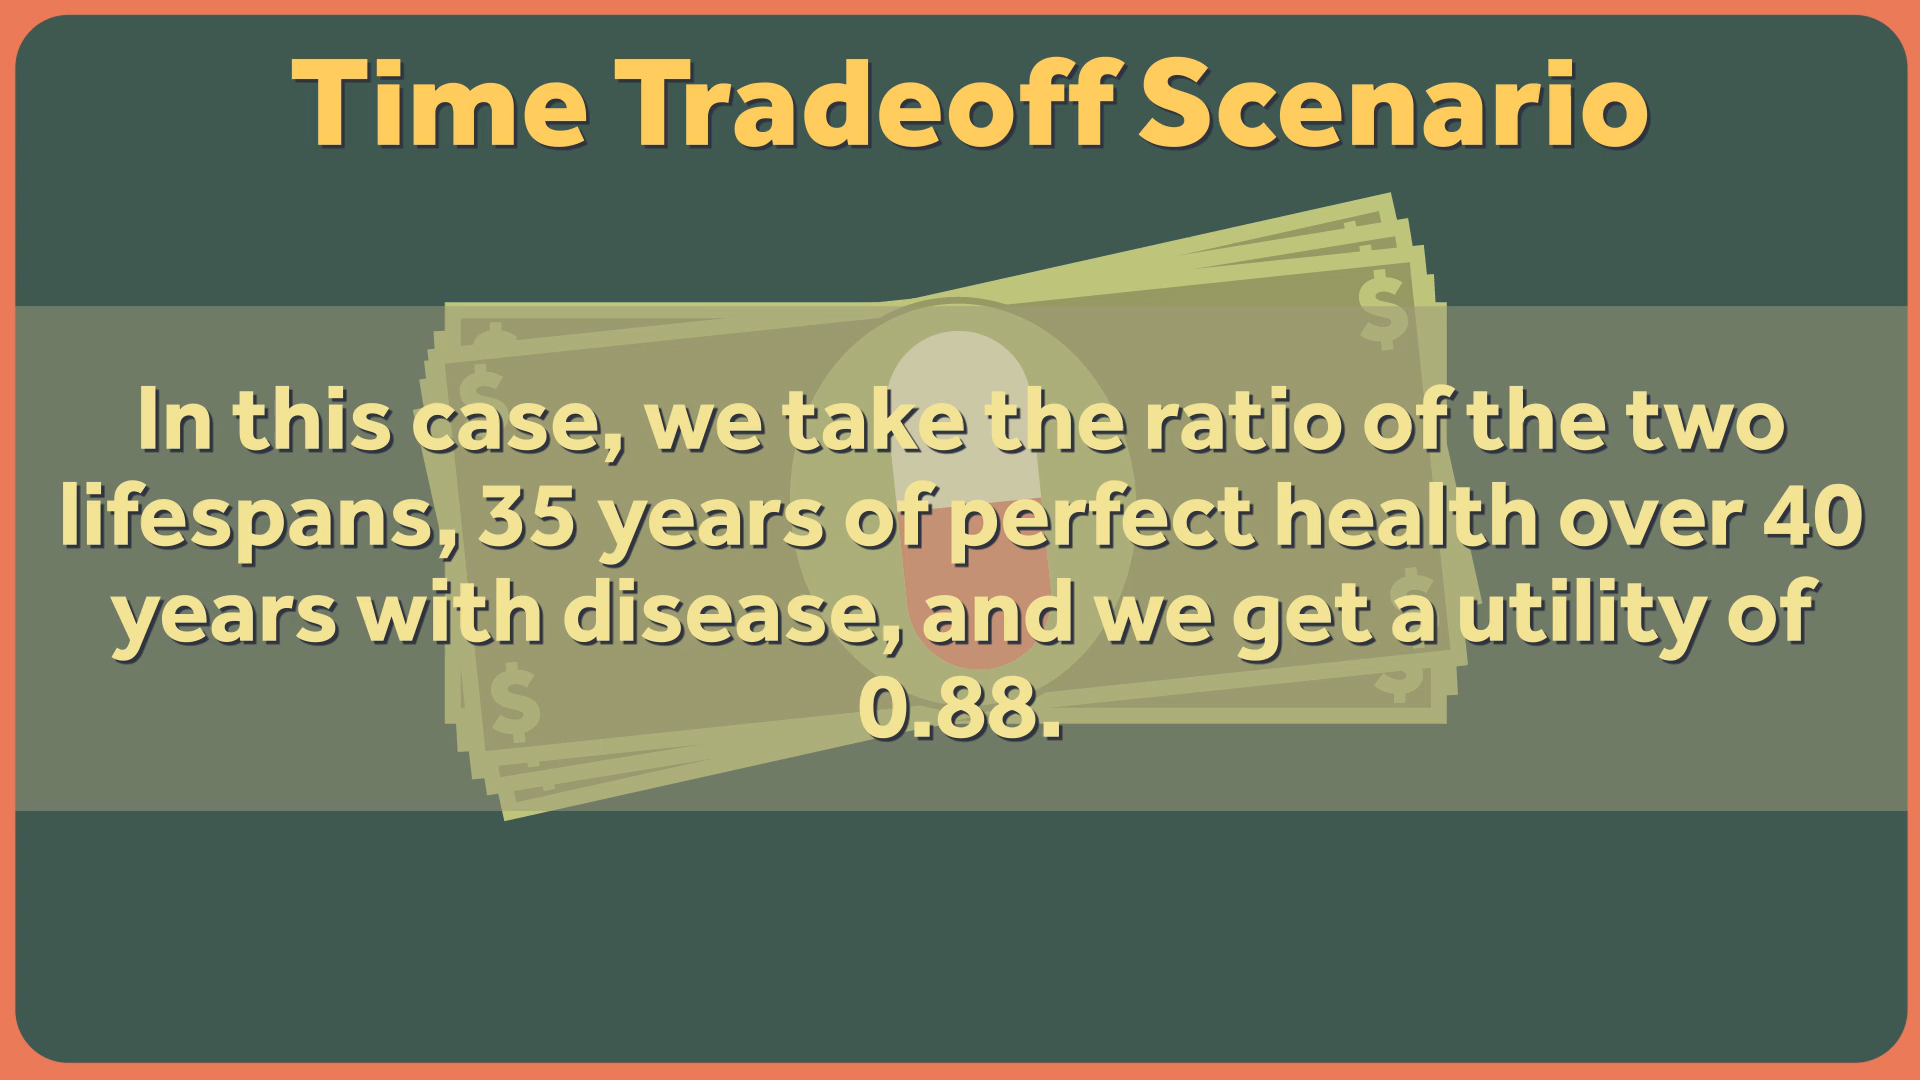 Time Tradeoff Scenario
In this case, we take the ratio of the two
lifespans, 35 years of perfect health over 40
years with disease, and we get a utility of
0.88.